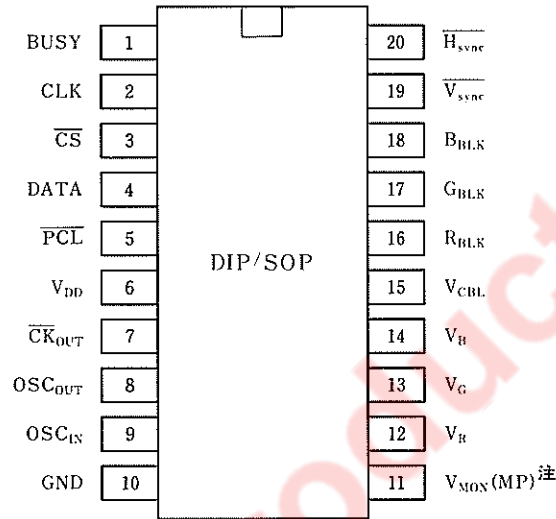 BUSY 1 20 H̅s̅y̅n̅c̅
CLK 2 19 V̅s̅y̅n̅c̅
C̅S̅ 3 18 BBLK
DATA 4 17 GBLK
P̅C̅L̅ 5 16 RBLK
DIP/SOP
VDD 6 15 VCBL
C̅K̅OUT 7 14 VB
OSCOUT 8 13 VG
OSCIN 9 12 VR
GND 10 11 VMON(MP)注
oduct